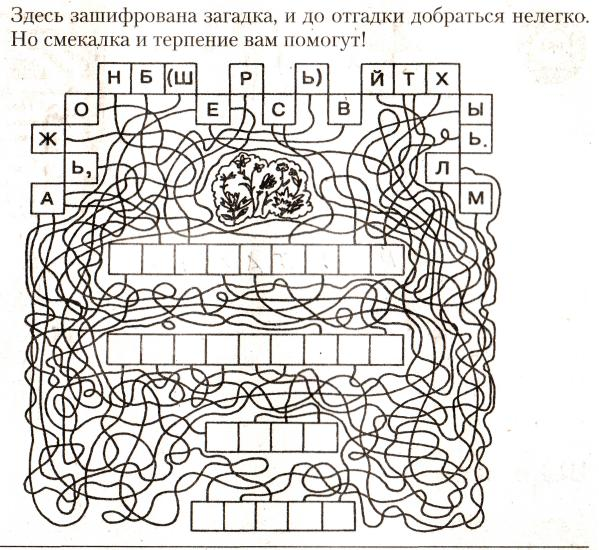 Здесь зашифрована загадка, и до отгадки добраться нелегко.
Но смекалка и терпение вам помогут!
Н Б (Ш Р Ь) Й Т Х
О Е С В Ы
Ж Ь.
Ь, Л
А М